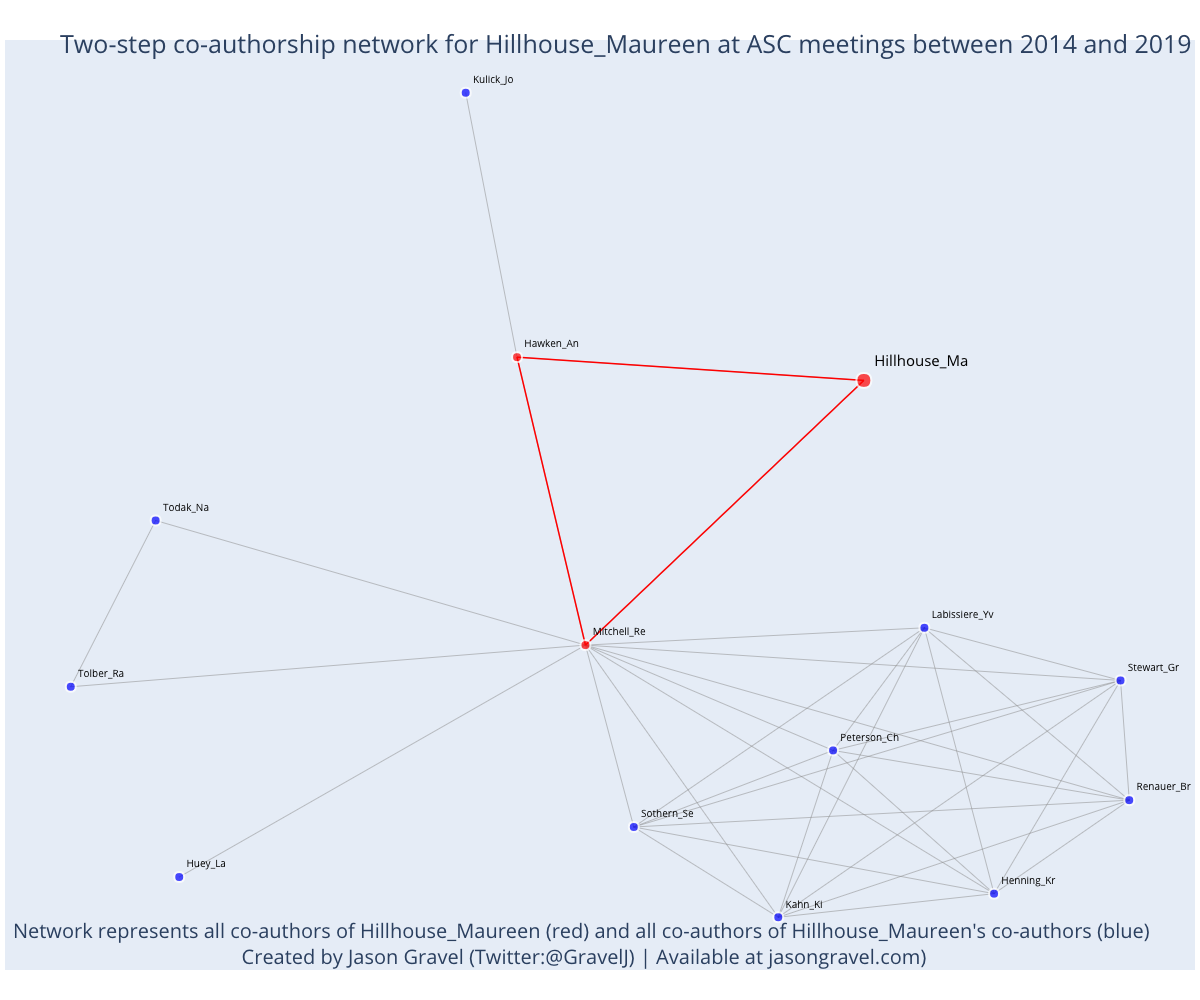 Two-step co-authorship network for Hillhouse_Maureen at ASC meetings between 2014 and 2019
Kulick_Jo
Hawken_An
Hillhouse_Ma
Todak_Na
Labissiere_Yv
Mitchell_Re
Stewart_Gr
Tolber_Ra
Peterson_Ch
Renauer_Br
Sothern_Se
Huey_La
Henning_Kr
Kahn_Ki
Network represents all co-authors of Hillhouse_Maureen (red) and all co-authors of Hillhouse_Maureen's co-authors (blue)
Created by Jason Gravel (Twitter:@GravelJ) | Available at jasongravel.com)